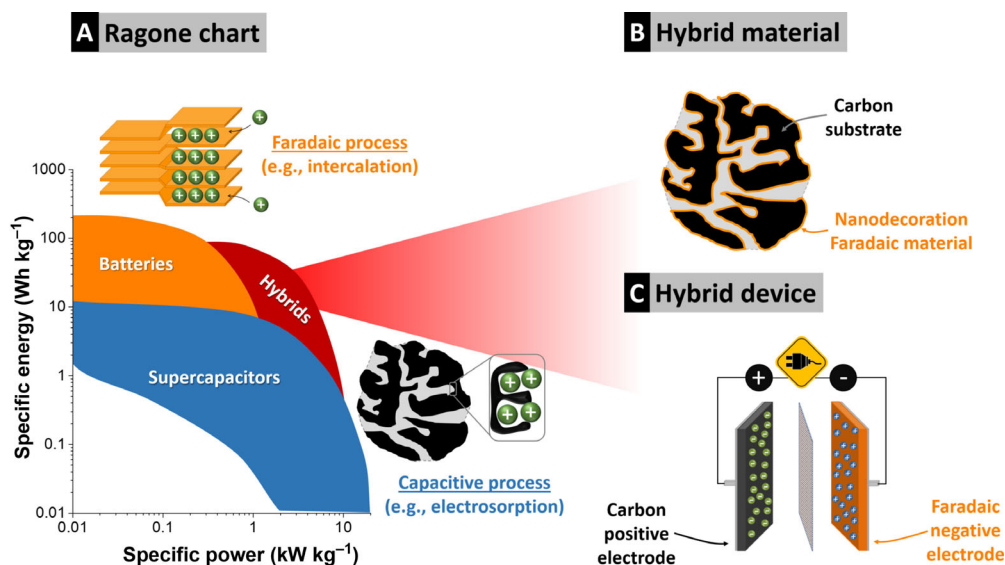 A Ragone chart
Faradaic process
(e.g., intercalation)
Specific energy (Wh kg⁻¹)
1000
100
10
1
0.1
0.01
Batteries
Hybrids
Supercapacitors
0.01
0.1
1
10
Specific power (kW kg⁻¹)
Capacitive process
(e.g., electrosorption)
B Hybrid material
Carbon
substrate
Nanodecoration
Faradaic material
C Hybrid device
+
-
Carbon
positive
electrode
Faradaic
negative
electrode